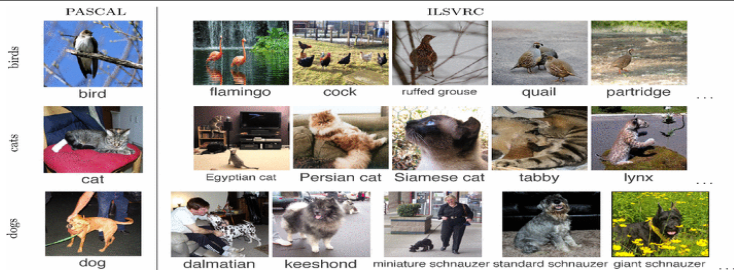 PASCAL
ILSVRC
birds
bird
flamingo
cock
ruffed grouse
quail
partridge
...
cats
cat
Egyptian cat
Persian cat
Siamese cat
tabby
lynx
...
dogs
dog
dalmatian
keeshond
miniature schnauzer
standard schnauzer
giant schnauzer
...